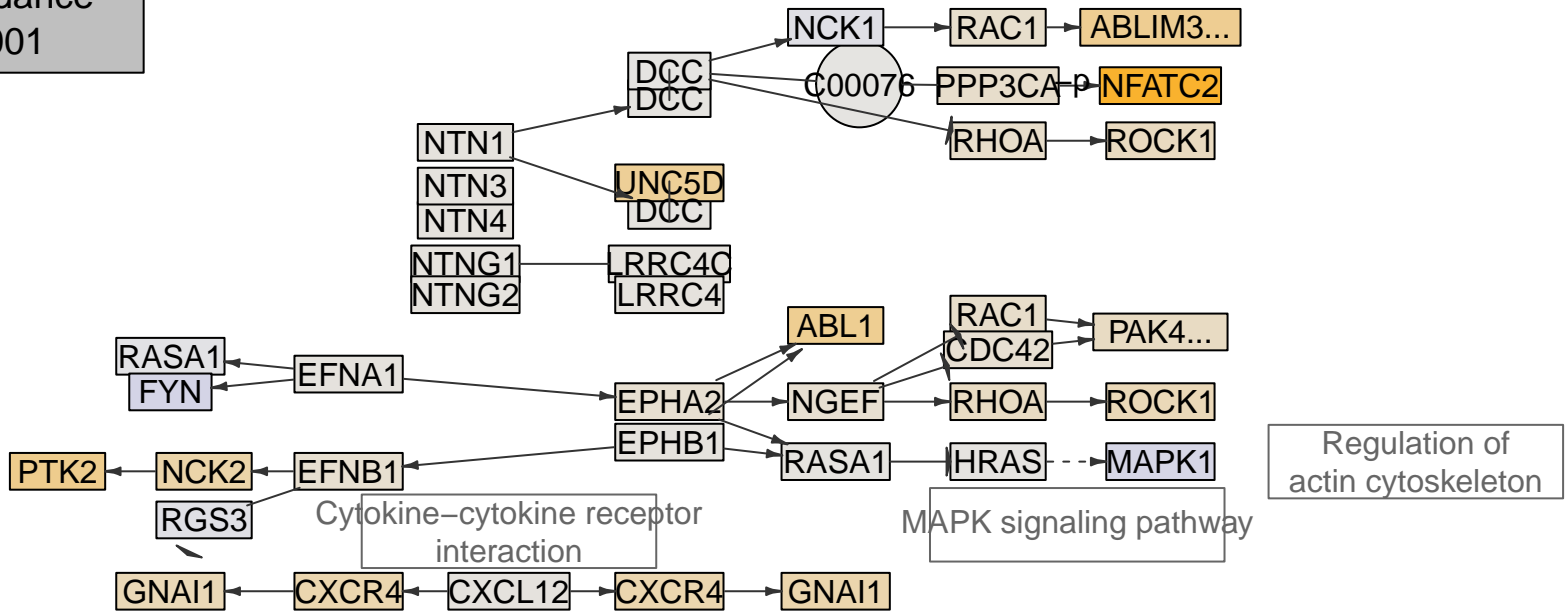 001
NCK1
RAC1
ABLIM3...
DCC
DCC
C00076
PPP3CA
–p
NFATC2
NTN1
RHOA
ROCK1
NTN3
UNC5D
NTN4
DCC
NTNG1
LRRC4C
NTNG2
LRRC4
ABL1
RAC1
PAK4...
RASA1
CDC42
EFNA1
FYN
EPHA2
NGEF
RHOA
ROCK1
EPHB1
PTK2
NCK2
EFNB1
RASA1
HRAS
MAPK1
Regulation of
actin cytoskeleton
RGS3
Cytokine–cytokine receptor
interaction
MAPK signaling pathway
GNAI1
CXCR4
CXCL12
CXCR4
GNAI1